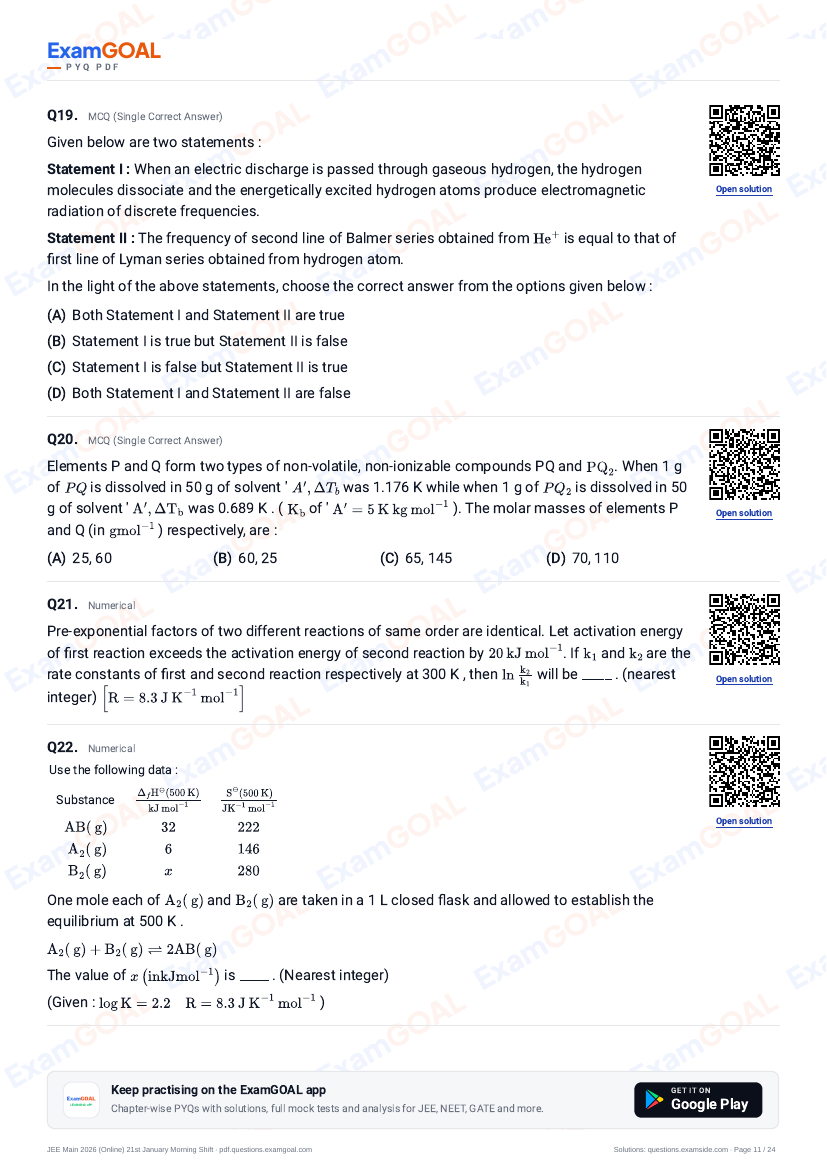 ExamGOAL
PYQ PDF
Q19. MCQ (Single Correct Answer)
Given below are two statements :
Statement I : When an electric discharge is passed through gaseous hydrogen, the hydrogen
molecules dissociate and the energetically excited hydrogen atoms produce electromagnetic
radiation of discrete frequencies.
Statement II : The frequency of second line of Balmer series obtained from He⁺ is equal to that of
first line of Lyman series obtained from hydrogen atom.
In the light of the above statements, choose the correct answer from the options given below :
(A) Both Statement I and Statement II are true
(B) Statement I is true but Statement II is false
(C) Statement I is false but Statement II is true
(D) Both Statement I and Statement II are false
Open solution
Q20. MCQ (Single Correct Answer)
Elements P and Q form two types of non-volatile, non-ionizable compounds PQ and PQ₂. When 1 g
of PQ is dissolved in 50 g of solvent ' A′, ΔT_b was 1.176 K while when 1 g of PQ₂ is dissolved in 50
g of solvent ' A′, ΔT_b was 0.689 K . ( K_b of ' A′ = 5 K kg mol⁻¹ ). The molar masses of elements P
and Q (in gmol⁻¹ ) respectively, are :
(A) 25, 60 (B) 60, 25 (C) 65, 145 (D) 70, 110
Open solution
Q21. Numerical
Pre-exponential factors of two different reactions of same order are identical. Let activation energy
of first reaction exceeds the activation energy of second reaction by 20 kJ mol⁻¹. If k₁ and k₂ are the
rate constants of first and second reaction respectively at 300 K , then ln k₂/k₁ will be ____ . (nearest
integer) [R = 8.3 J K⁻¹ mol⁻¹]
Open solution
Q22. Numerical
Use the following data :
Substance Δ_fH^⊖(500 K)/kJ mol⁻¹ S^⊖(500 K)/JK⁻¹ mol⁻¹
AB( g) 32 222
A₂( g) 6 146
B₂( g) x 280
One mole each of A₂( g) and B₂( g) are taken in a 1 L closed flask and allowed to establish the
equilibrium at 500 K .
A₂( g) + B₂( g) ⇌ 2AB( g)
The value of x (inkJmol⁻¹) is ____ . (Nearest integer)
(Given : log K = 2.2 R = 8.3 J K⁻¹ mol⁻¹ )
Open solution
ExamGOAL
Keep practising on the ExamGOAL app
Chapter-wise PYQs with solutions, full mock tests and analysis for JEE, NEET, GATE and more.
GET IT ON
Google Play
JEE Main 2026 (Online) 21st January Morning Shift · pdf.questions.examgoal.com
Solutions: questions.examside.com · Page 11 / 24